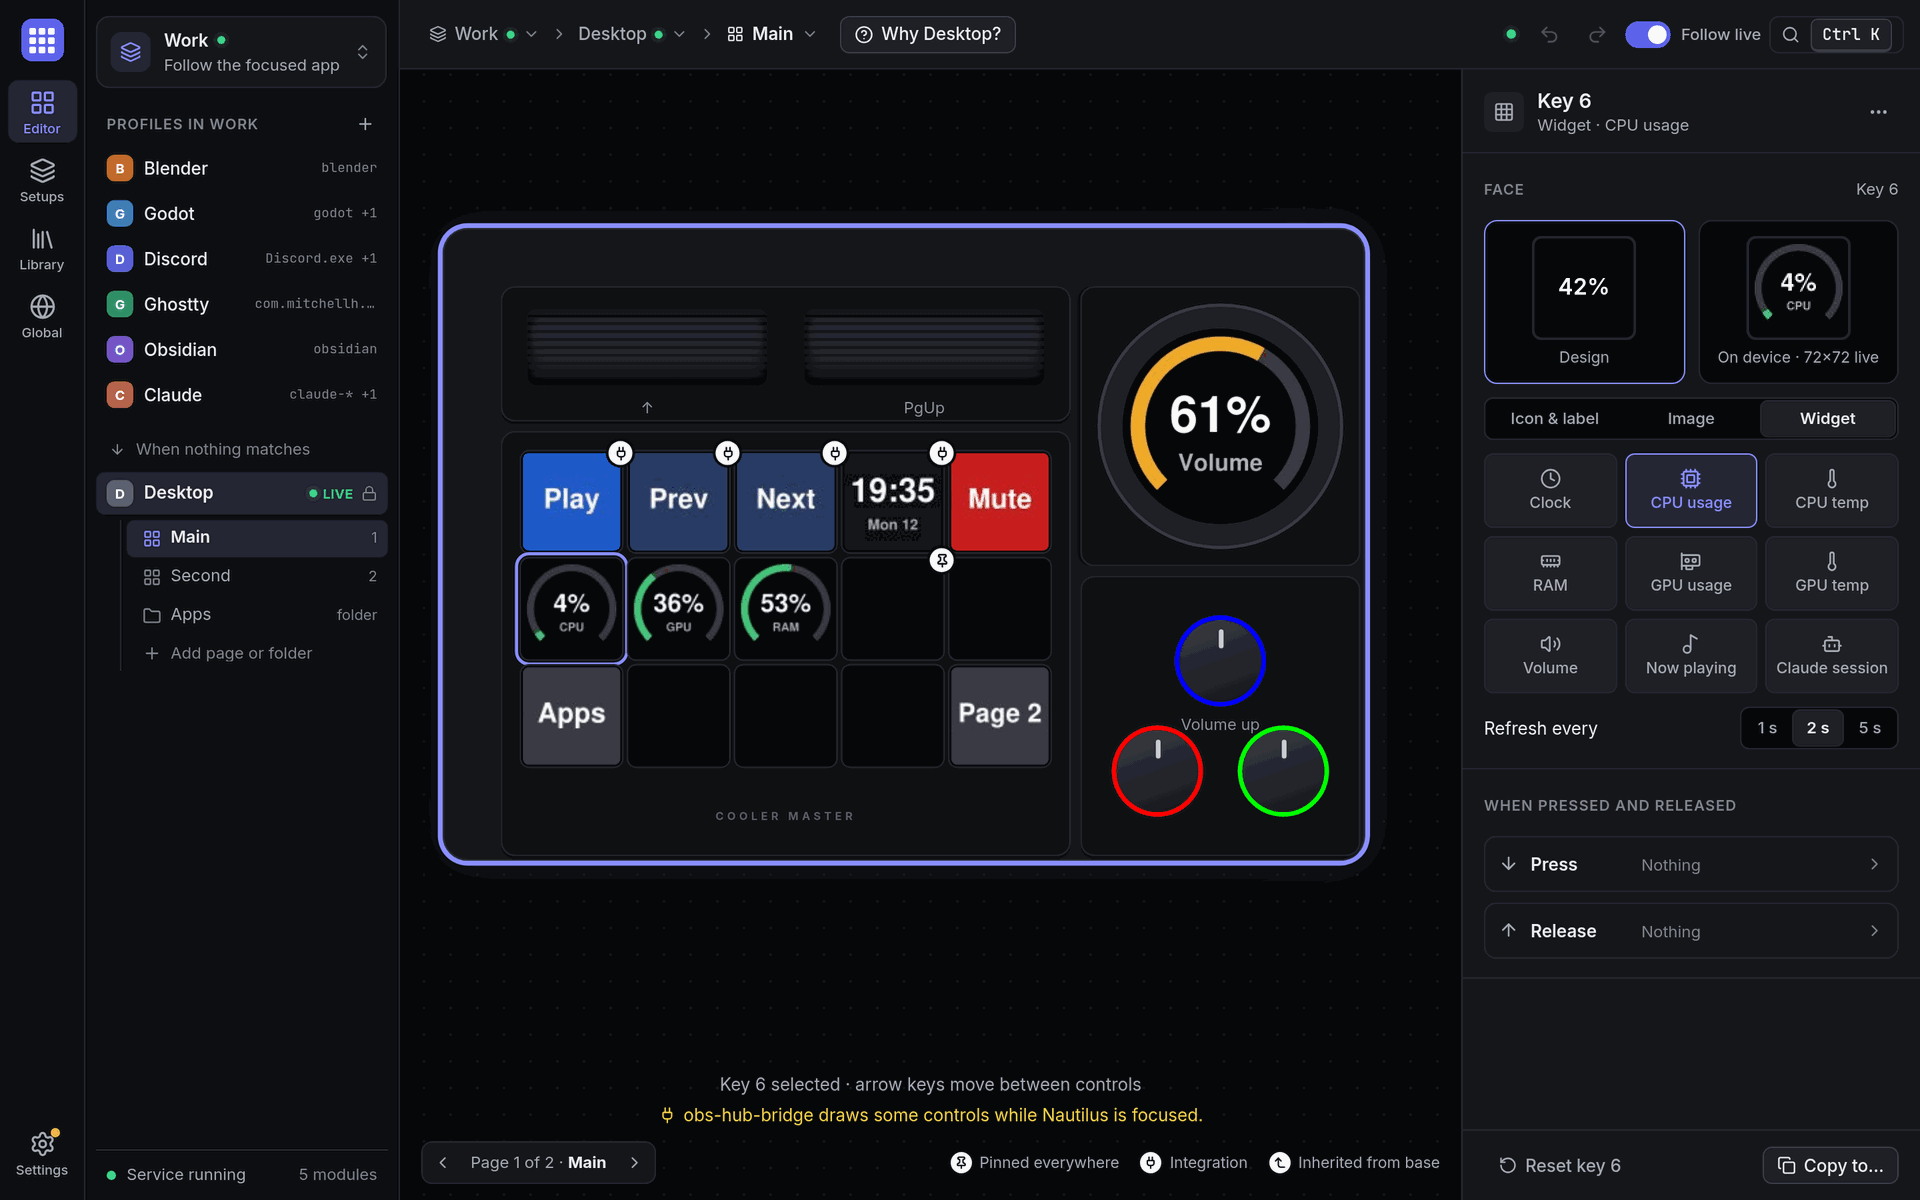 Editor
Setups
Library
Global
Settings
Work
Follow the focused app
PROFILES IN WORK
B Blender blender
G Godot godot +1
D Discord Discord.exe +1
G Ghostty com.mitchellh.…
O Obsidian obsidian
C Claude claude-* +1
When nothing matches
D Desktop LIVE
Main 1
Second 2
Apps folder
Add page or folder
Service running 5 modules
Work Desktop Main Why Desktop?
Follow live Ctrl K
↑ PgUp
61%
Volume
Play Prev Next 19:35 Mute
Mon 12
4% 36% 53%
CPU GPU RAM
Apps Page 2
Volume up
COOLER MASTER
Key 6 selected · arrow keys move between controls
obs-hub-bridge draws some controls while Nautilus is focused.
Page 1 of 2 · Main
Pinned everywhere Integration Inherited from base
Key 6
Widget · CPU usage
FACE Key 6
42%
Design
4%
CPU
On device · 72×72 live
Icon & label Image Widget
Clock CPU usage CPU temp
RAM GPU usage GPU temp
Volume Now playing Claude session
Refresh every 1 s 2 s 5 s
WHEN PRESSED AND RELEASED
Press Nothing
Release Nothing
Reset key 6 Copy to…